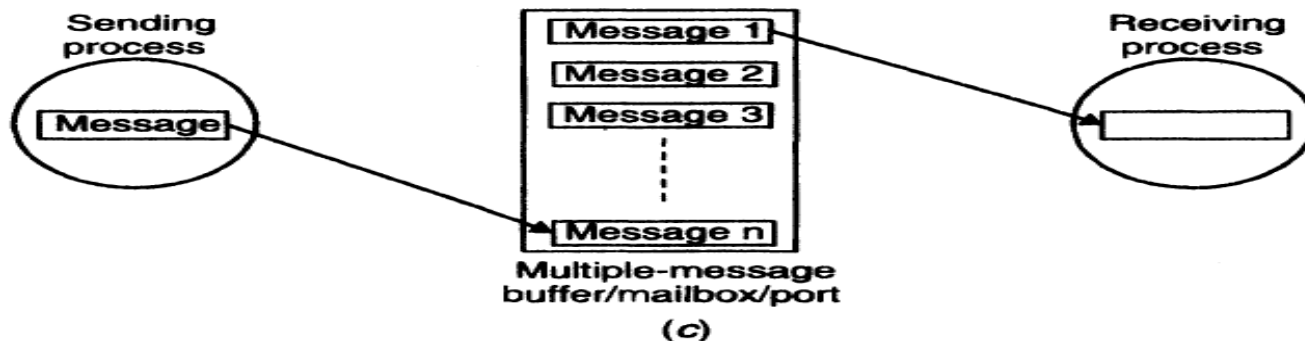 Sending
process
Message
Message 1
Message 2
Message 3
Message n
Multiple-message
buffer/mailbox/port
(c)
Receiving
process